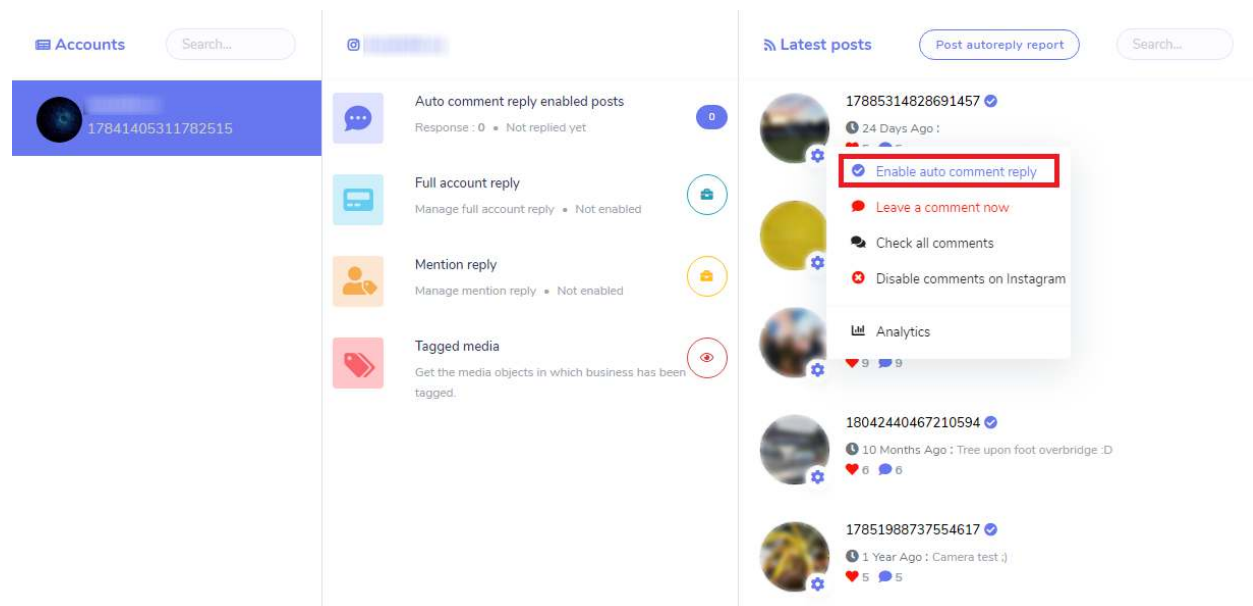 Accounts
Search...
17841405311782515
Auto comment reply enabled posts
Response : 0 • Not replied yet
0
Full account reply
Manage full account reply • Not enabled
Mention reply
Manage mention reply • Not enabled
Tagged media
Get the media objects in which business has been
tagged.
Latest posts
Post autoreply report
Search...
17885314828691457
24 Days Ago :
Enable auto comment reply
Leave a comment now
Check all comments
Disable comments on Instagram
Analytics
9 9
18042440467210594
10 Months Ago : Tree upon foot overbridge :D
6 6
17851988737554617
1 Year Ago : Camera test ;)
5 5